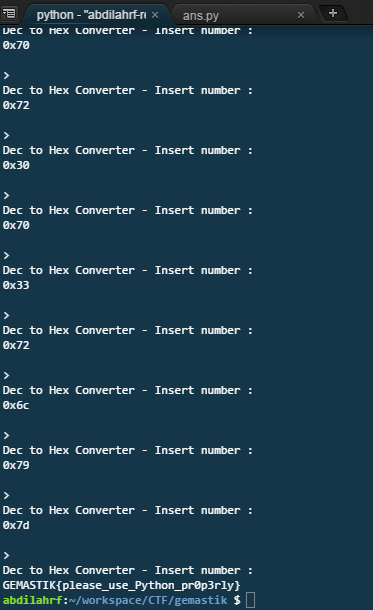 python - "abdilahrf-re × ans.py × +
Dec to Hex Converter - Insert number :
0x70
>
Dec to Hex Converter - Insert number :
0x72
>
Dec to Hex Converter - Insert number :
0x30
>
Dec to Hex Converter - Insert number :
0x70
>
Dec to Hex Converter - Insert number :
0x33
>
Dec to Hex Converter - Insert number :
0x72
>
Dec to Hex Converter - Insert number :
0x6c
>
Dec to Hex Converter - Insert number :
0x79
>
Dec to Hex Converter - Insert number :
0x7d
>
Dec to Hex Converter - Insert number :
GEMASTIK{please_use_Python_pr0p3rly}
abdilahrf:~/workspace/CTF/gemastik $